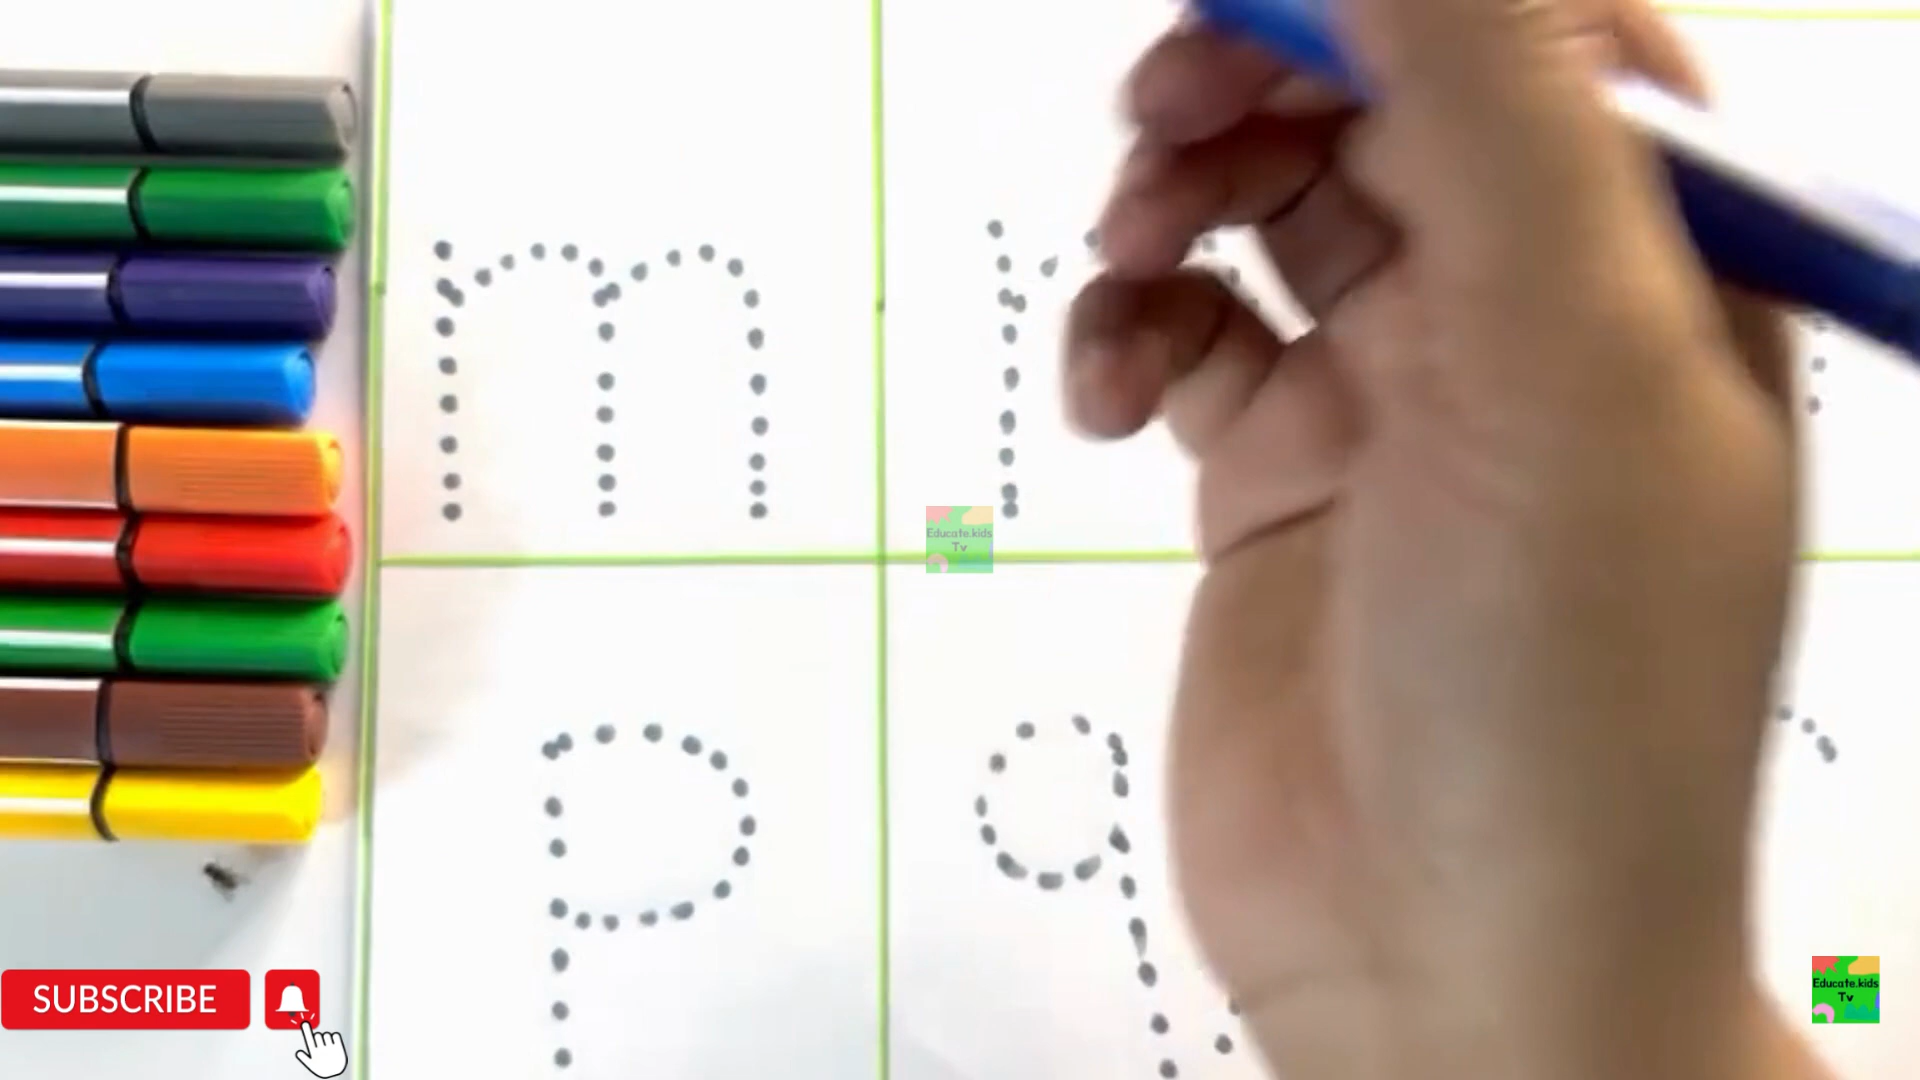 m n
Educate.kids
Tv
p q
SUBSCRIBE
Educate.kids
Tv